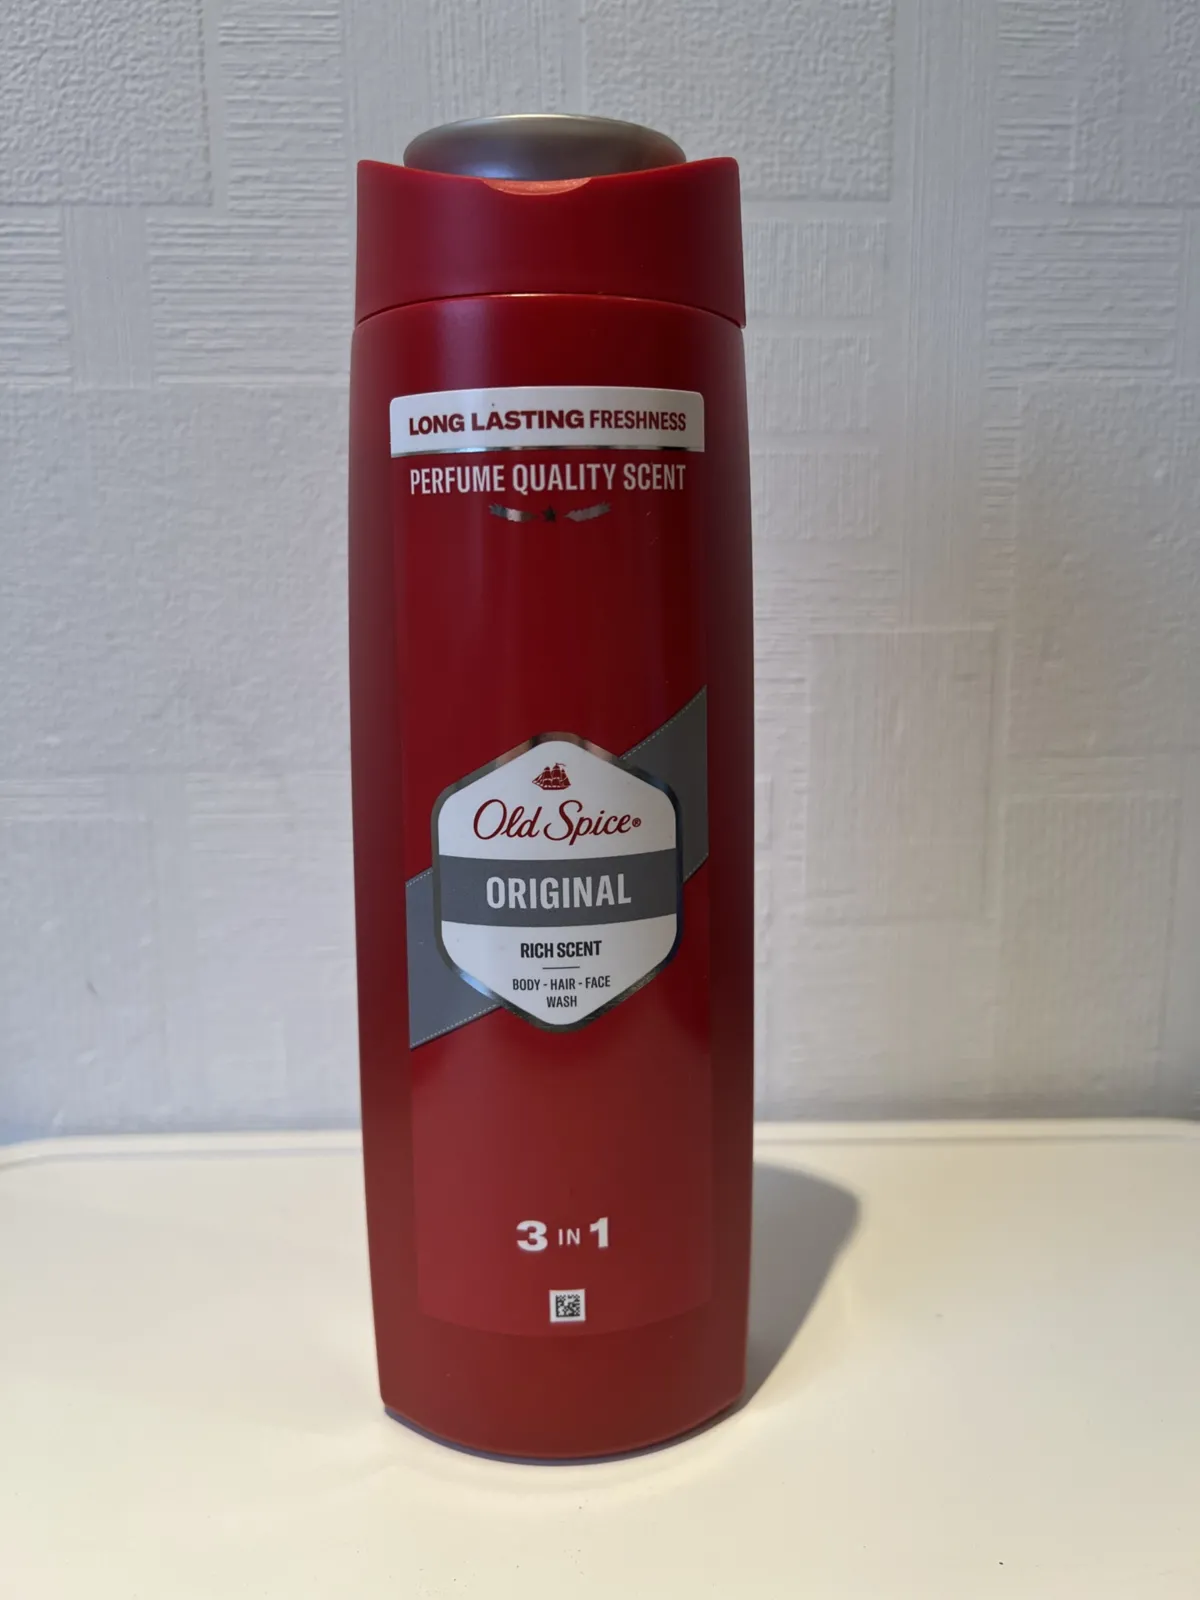 LONG LASTING FRESHNESS
PERFUME QUALITY SCENT
Old Spice®
ORIGINAL
RICH SCENT
BODY - HAIR - FACE
WASH
3 IN 1